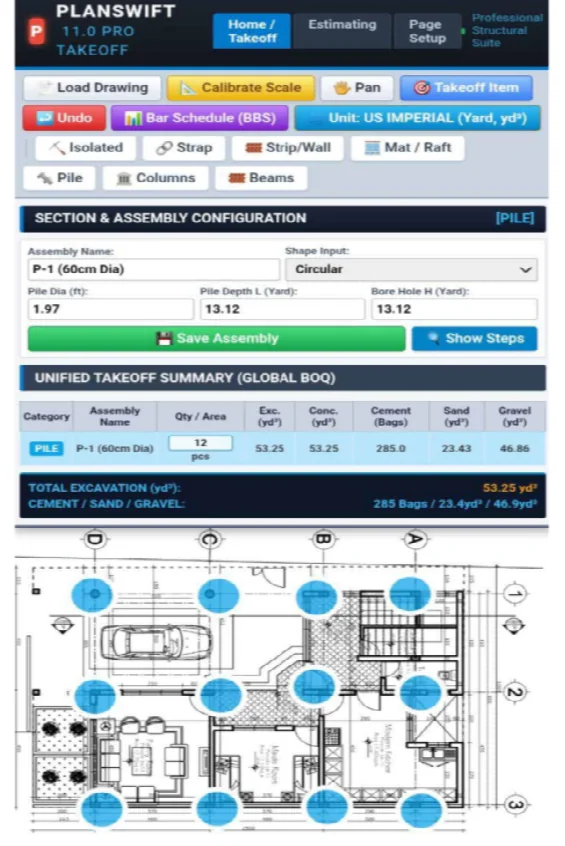 P
PLANSWIFT
11.0 PRO
TAKEOFF
Home / Takeoff
Estimating
Page Setup
Professional Structural Suite
Load Drawing
Calibrate Scale
Pan
Takeoff Item
Undo
Bar Schedule (BBS)
Unit: US IMPERIAL (Yard, yd³)
Isolated
Strap
Strip/Wall
Mat / Raft
Pile
Columns
Beams
SECTION & ASSEMBLY CONFIGURATION [PILE]
Assembly Name: Shape Input:
P-1 (60cm Dia) Circular
Pile Dia (ft): Pile Depth L (Yard): Bore Hole H (Yard):
1.97 13.12 13.12
Save Assembly Show Steps
UNIFIED TAKEOFF SUMMARY (GLOBAL BOQ)
Category Assembly Name Qty / Area Exc. (yd³) Conc. (yd³) Cement (Bags) Sand (yd³) Gravel (yd³)
PILE P-1 (60cm Dia) 12 pcs 53.25 53.25 285.0 23.43 46.86
TOTAL EXCAVATION (yd³): 53.25 yd³
CEMENT / SAND / GRAVEL: 285 Bags / 23.4yd³ / 46.9yd³
D C B A
1
2
3